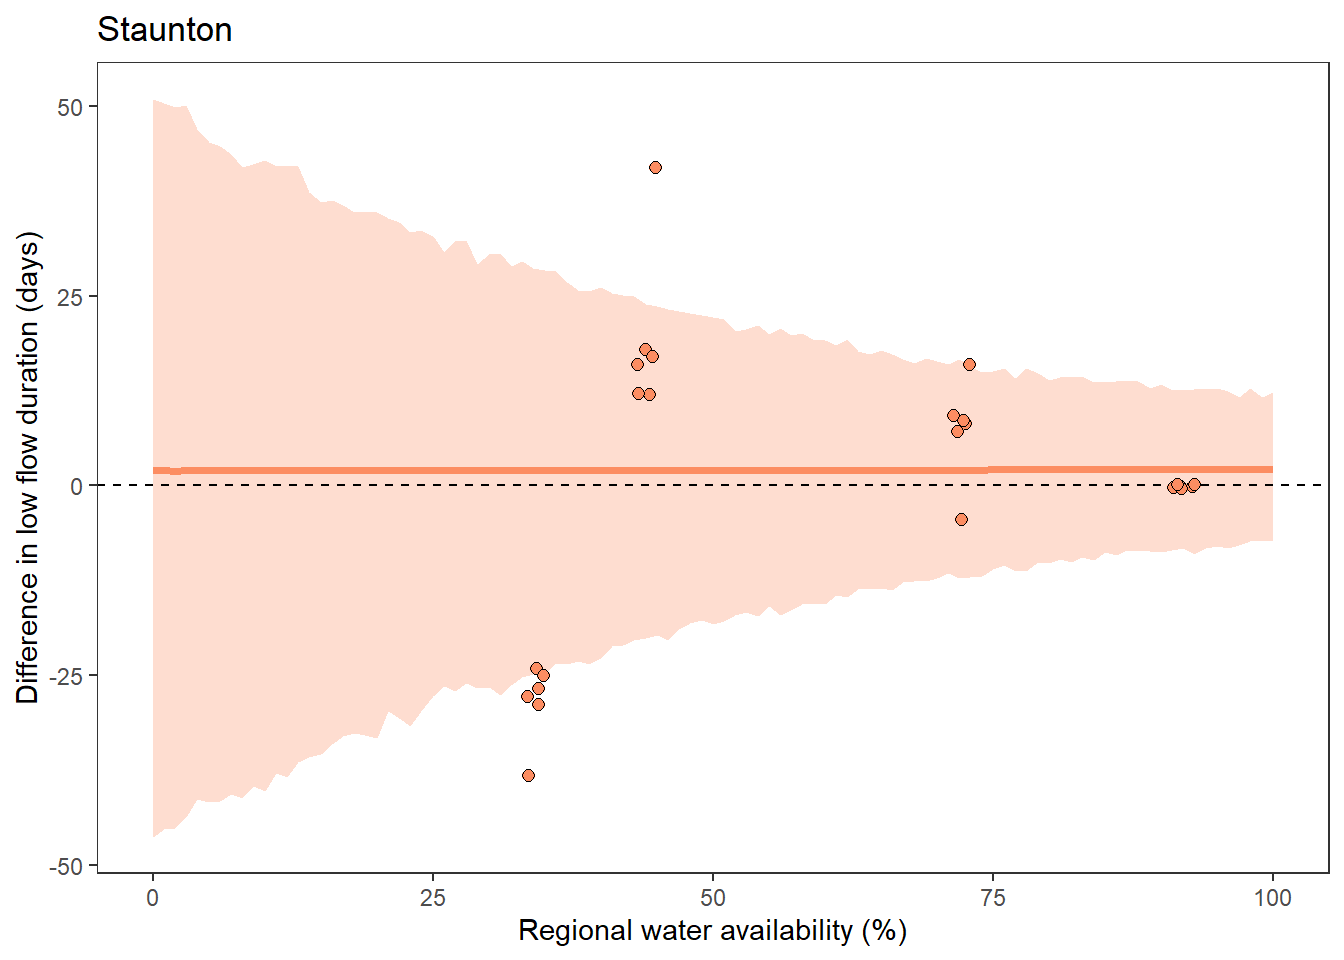 Staunton
Difference in low flow duration (days)
50
25
0
-25
-50
0 25 50 75 100
Regional water availability (%)